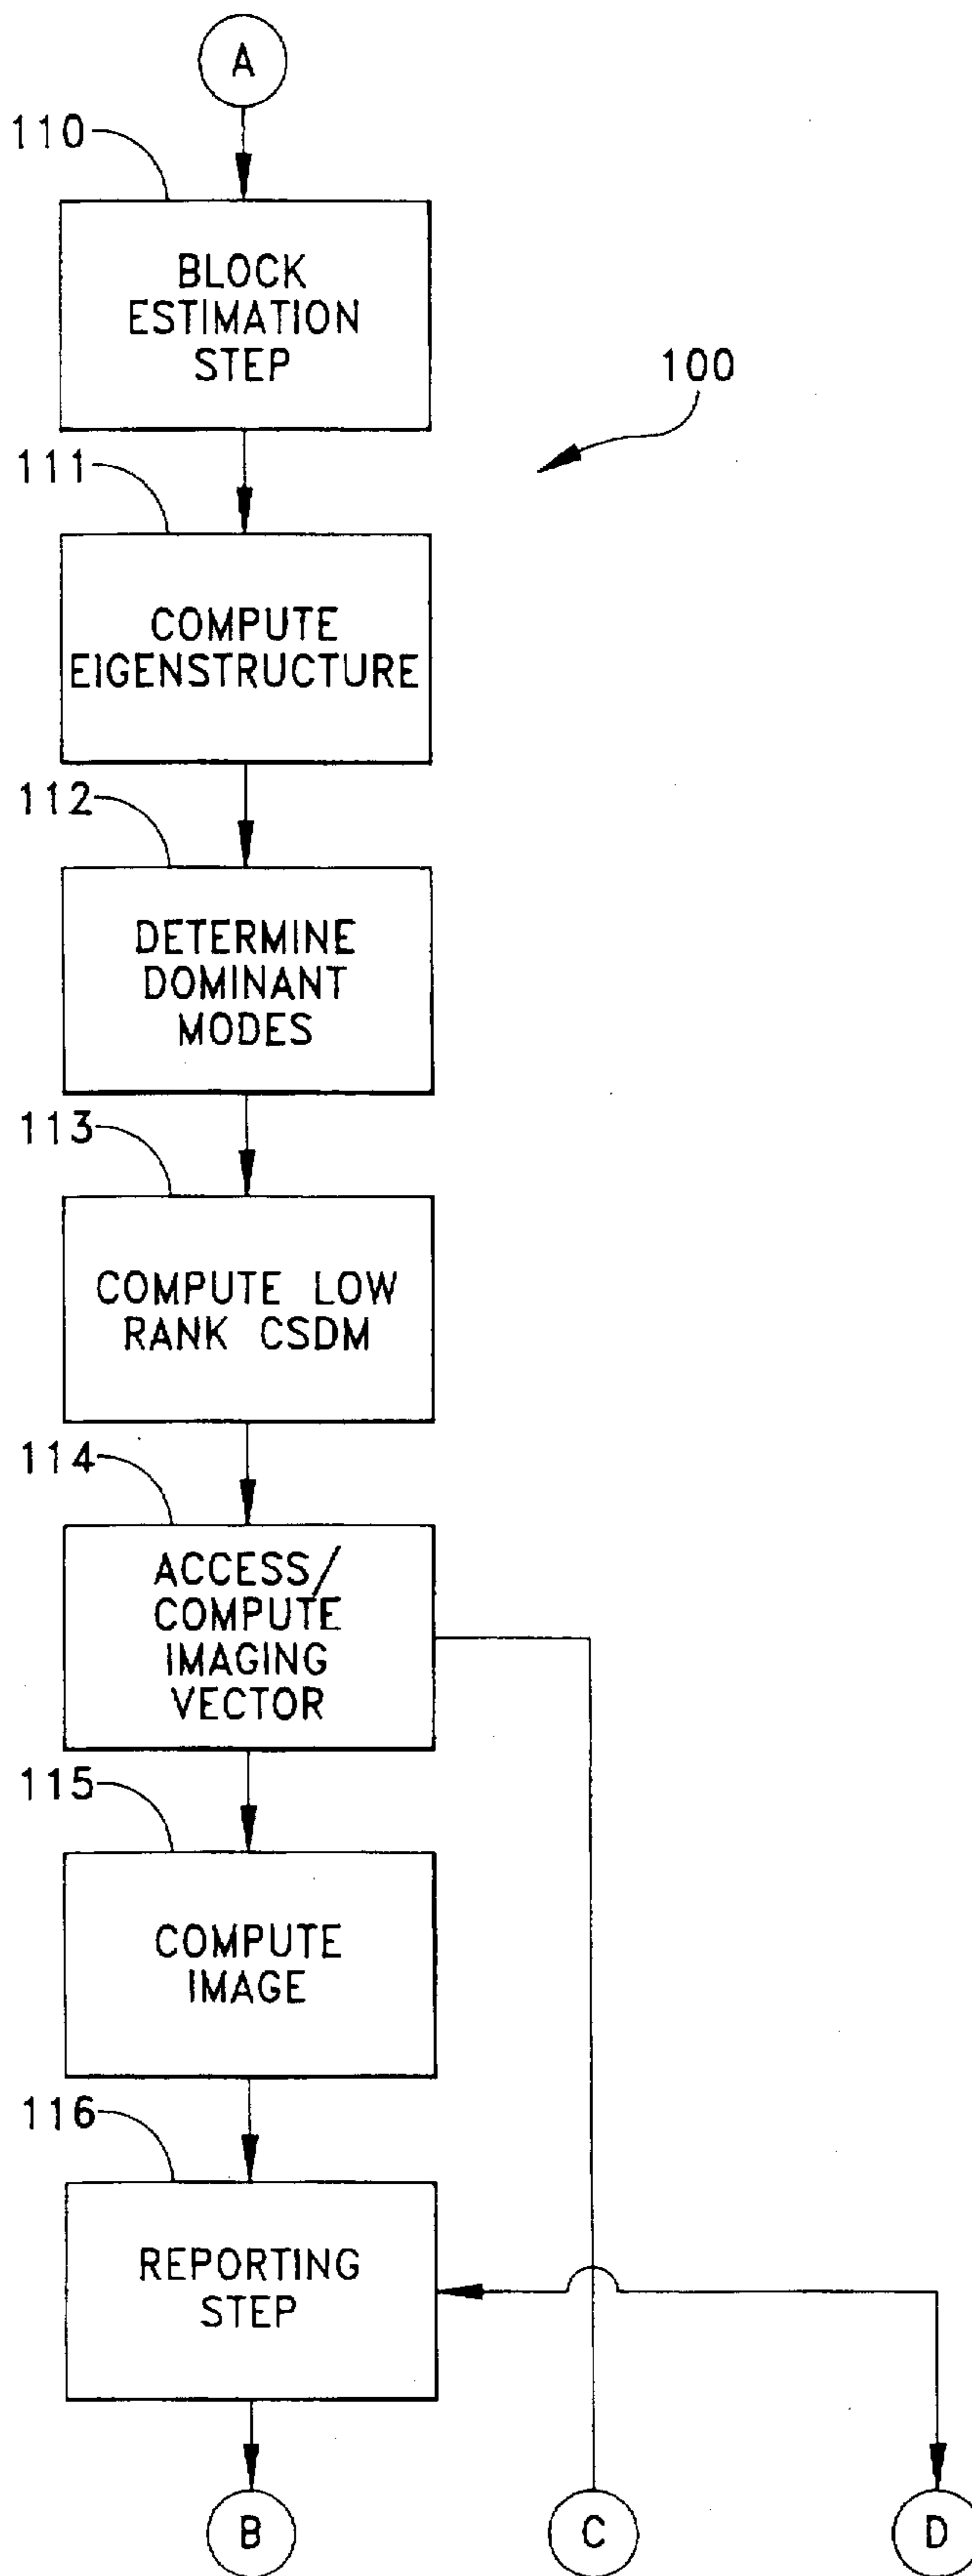 A
110
BLOCK
ESTIMATION
STEP
100
111
COMPUTE
EIGENSTRUCTURE
112
DETERMINE
DOMINANT
MODES
113
COMPUTE LOW
RANK CSDM
114
ACCESS/
COMPUTE
IMAGING
VECTOR
115
COMPUTE
IMAGE
116
REPORTING
STEP
B
C
D